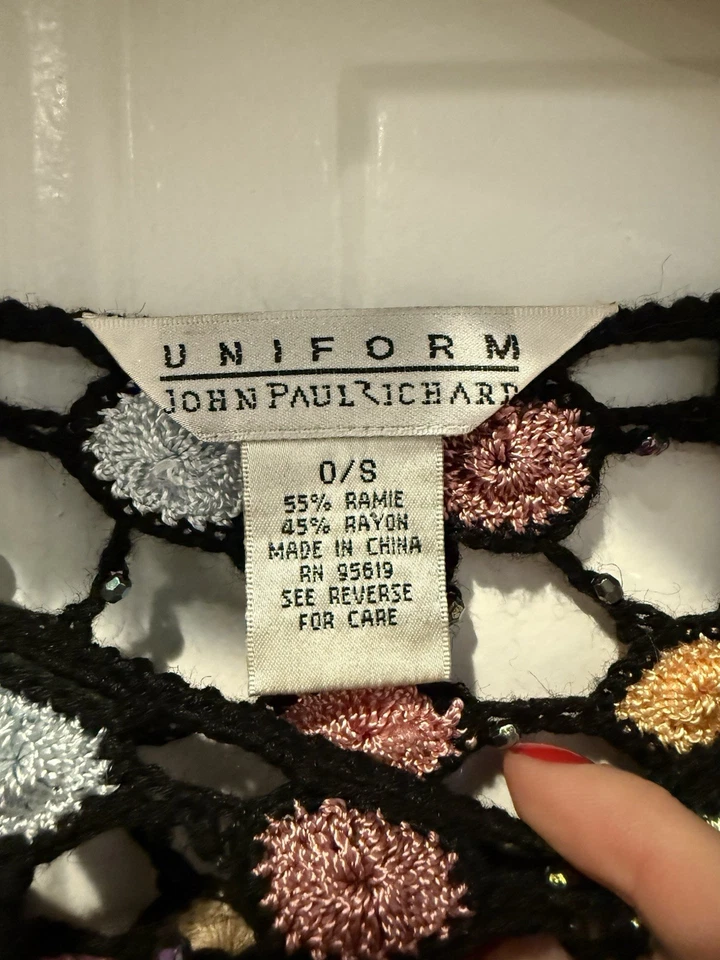 UNIFORM
JOHN PAUL RICHARD
O/S
55% RAMIE
45% RAYON
MADE IN CHINA
RN 95619
SEE REVERSE
FOR CARE